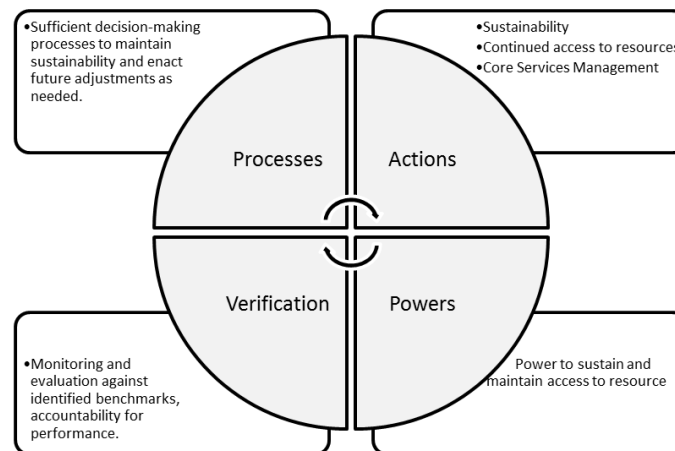 •Sufficient decision-making
processes to maintain
sustainability and enact
future adjustments as
needed.
•Sustainability
•Continued access to resources
•Core Services Management
Processes
Actions
Verification
Powers
•Monitoring and
evaluation against
identified benchmarks,
accountability for
performance.
Power to sustain and
maintain access to resource